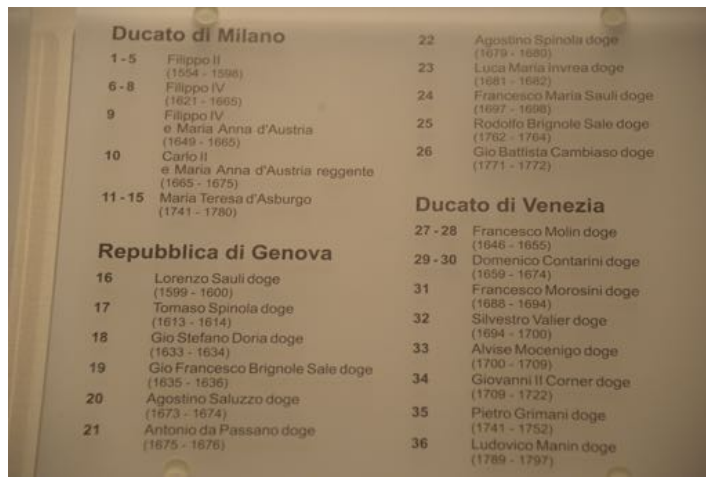 Ducato di Milano
1 - 5 Filippo II
(1554 - 1598)
6 - 8 Filippo IV
(1621 - 1665)
9 Filippo IV
e Maria Anna d'Austria
(1649 - 1665)
10 Carlo II
e Maria Anna d'Austria reggente
(1665 - 1675)
11 - 15 Maria Teresa d'Asburgo
(1741 - 1780)
Repubblica di Genova
16 Lorenzo Sauli doge
(1599 - 1600)
17 Tomaso Spinola doge
(1613 - 1614)
18 Gio Stefano Doria doge
(1633 - 1634)
19 Gio Francesco Brignole Sale doge
(1635 - 1636)
20 Agostino Saluzzo doge
(1673 - 1674)
21 Antonio da Passano doge
(1675 - 1676)
22 Agostino Spinola doge
(1679 - 1680)
23 Luca Maria Invrea doge
(1681 - 1682)
24 Francesco Maria Sauli doge
(1697 - 1698)
25 Rodolfo Brignole Sale doge
(1762 - 1764)
26 Gio Battista Cambiaso doge
(1771 - 1772)
Ducato di Venezia
27 - 28 Francesco Molin doge
(1646 - 1655)
29 - 30 Domenico Contarini doge
(1659 - 1674)
31 Francesco Morosini doge
(1688 - 1694)
32 Silvestro Valier doge
(1694 - 1700)
33 Alvise Mocenigo doge
(1700 - 1709)
34 Giovanni II Corner doge
(1709 - 1722)
35 Pietro Grimani doge
(1741 - 1752)
36 Ludovico Manin doge
(1789 - 1797)